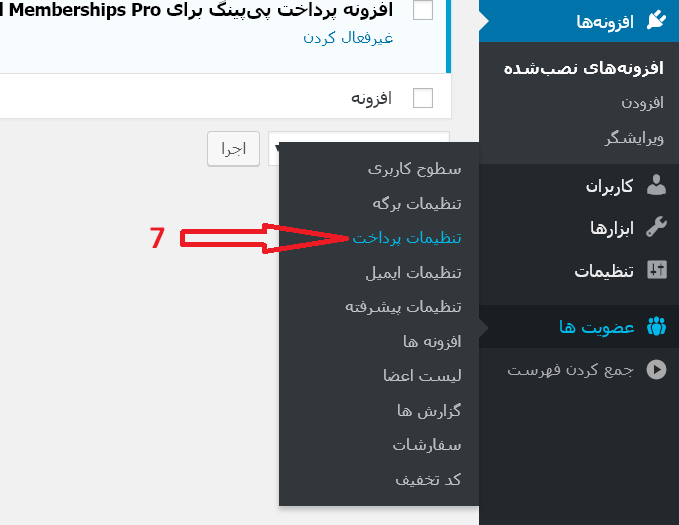 افزونه‌ها
افزونه‌های نصب‌شده
افزودن
ویرایشگر
کاربران
ابزارها
تنظیمات
عضویت ها
جمع کردن فهرست
افزونه پرداخت پی‌پینگ برای Memberships Pro
غیرفعال کردن
افزونه
اجرا
سطوح کاربری
تنظیمات برگه
تنظیمات پرداخت
7
تنظیمات ایمیل
تنظیمات پیشرفته
افزونه ها
لیست اعضا
گزارش ها
سفارشات
کد تخفیف